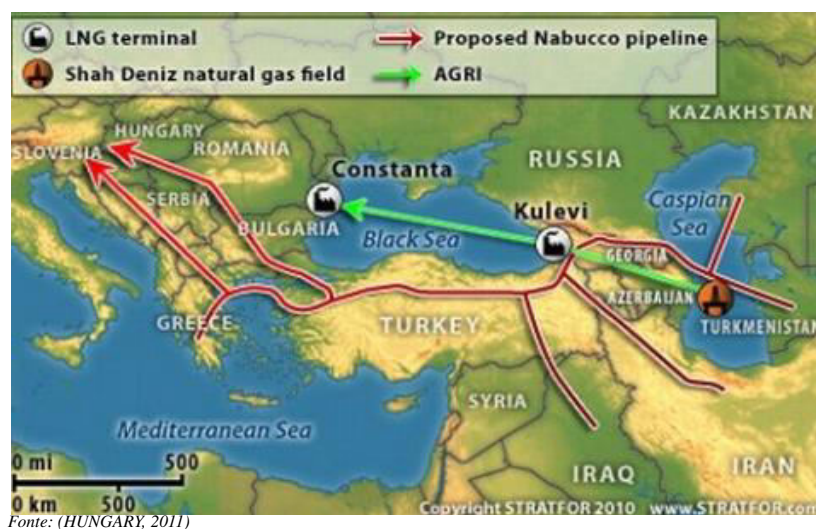 LNG terminal
Proposed Nabucco pipeline
Shah Deniz natural gas field
AGRI
KAZAKHSTAN
HUNGARY
SLOVENIA
ROMANIA
Constanta
RUSSIA
SERBIA
Caspian
Sea
Kulevi
BULGARIA
Black Sea
GEORGIA
AZERBAIJAN
GREECE
TURKEY
TURKMENISTAN
SYRIA
Mediterranean Sea
0 mi 500
IRAQ
IRAN
0 km 500
Copyright STRATFOR 2010 www.STRATFOR.com
Fonte: (HUNGARY, 2011)